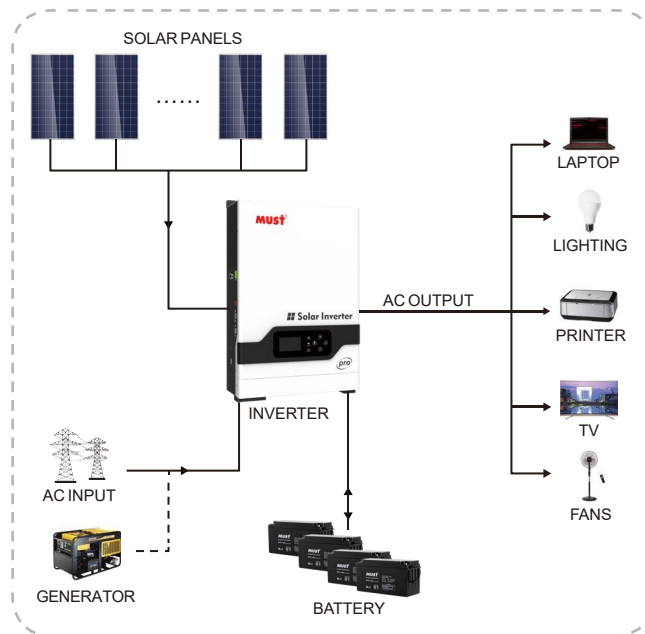 SOLAR PANELS
......
LAPTOP
LIGHTING
MUST
Solar Inverter
pro
AC OUTPUT
PRINTER
INVERTER
TV
AC INPUT
FANS
GENERATOR
MUST
MUST
MUST
MUST
BATTERY